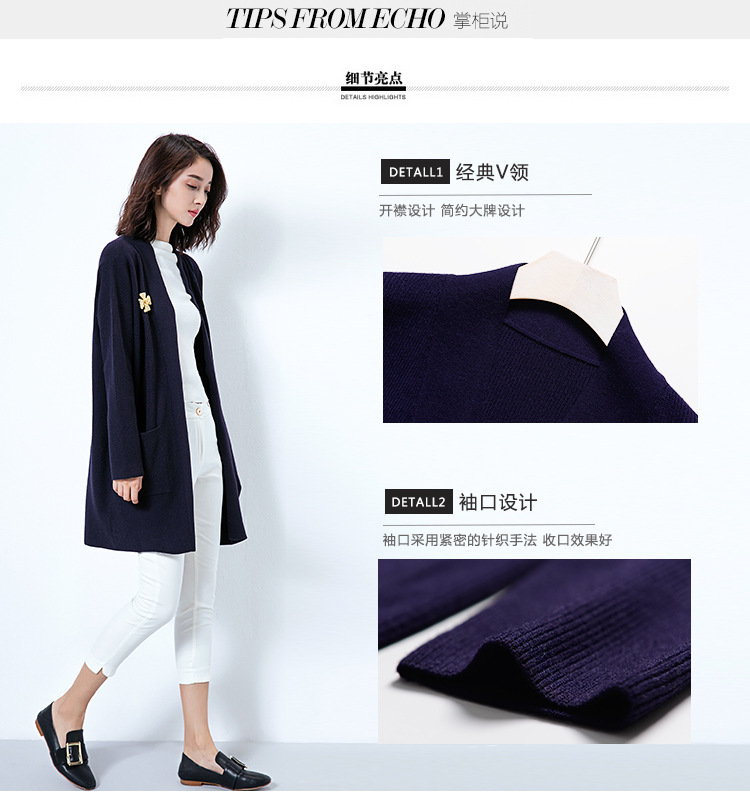 TIPS FROM ECHO 掌柜说
细节亮点
DETAILS HIGHLIGHTS
DETALL1 经典V领
开襟设计 简约大牌设计
DETALL2 袖口设计
袖口采用紧密的针织手法 收口效果好